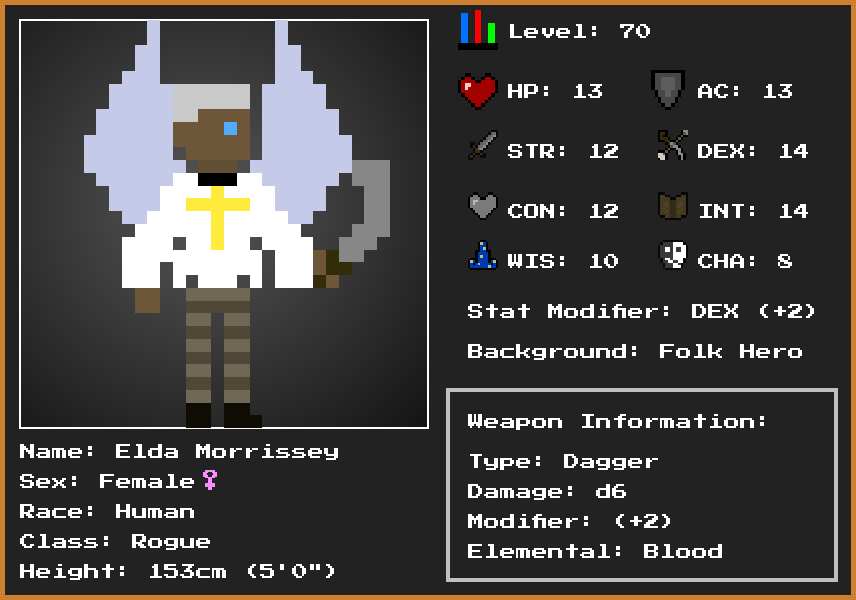 Level: 70
HP: 13
AC: 13
STR: 12
DEX: 14
CON: 12
INT: 14
WIS: 10
CHA: 8
Stat Modifier: DEX (+2)
Background: Folk Hero
Weapon Information:
Type: Dagger
Damage: d6
Modifier: (+2)
Elemental: Blood
Name: Elda Morrissey
Sex: Female♀
Race: Human
Class: Rogue
Height: 153cm (5'0")